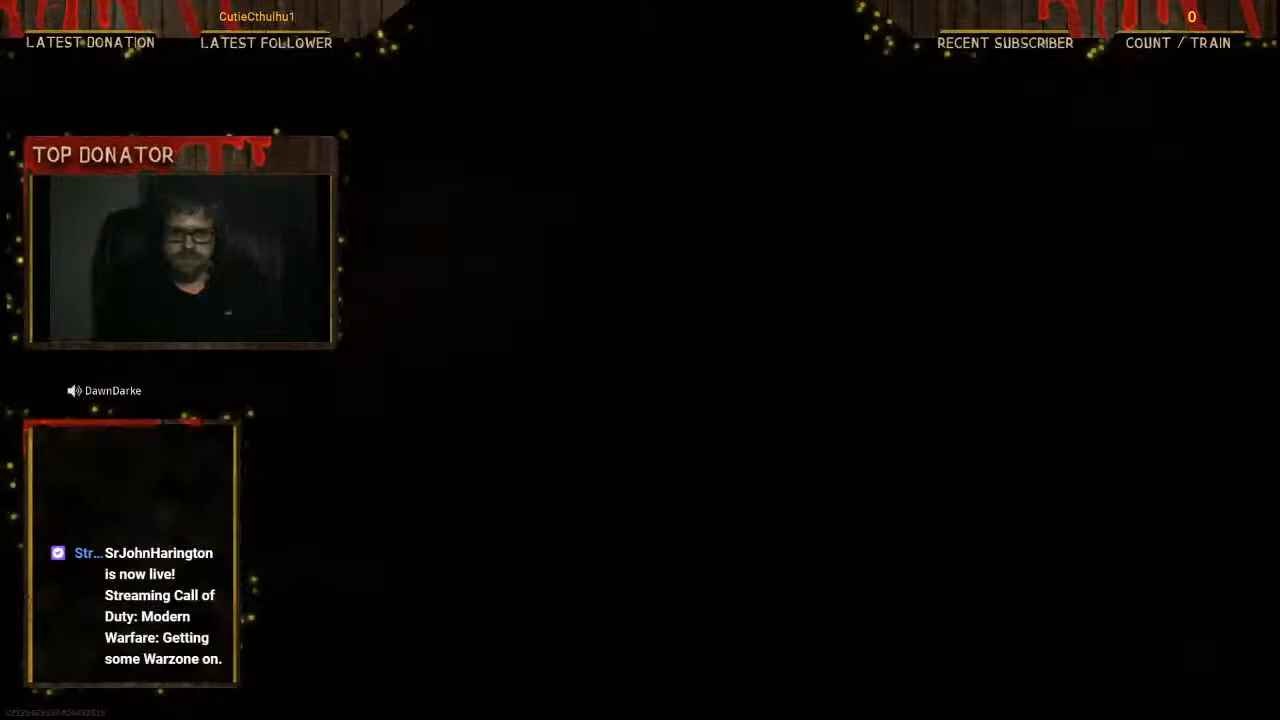 CutieCthulhu1
0
LATEST DONATION
LATEST FOLLOWER
RECENT SUBSCRIBER
COUNT / TRAIN
TOP DONATOR
DawnDarke
Str... SrJohnHarington
is now live!
Streaming Call of
Duty: Modern
Warfare: Getting
some Warzone on.